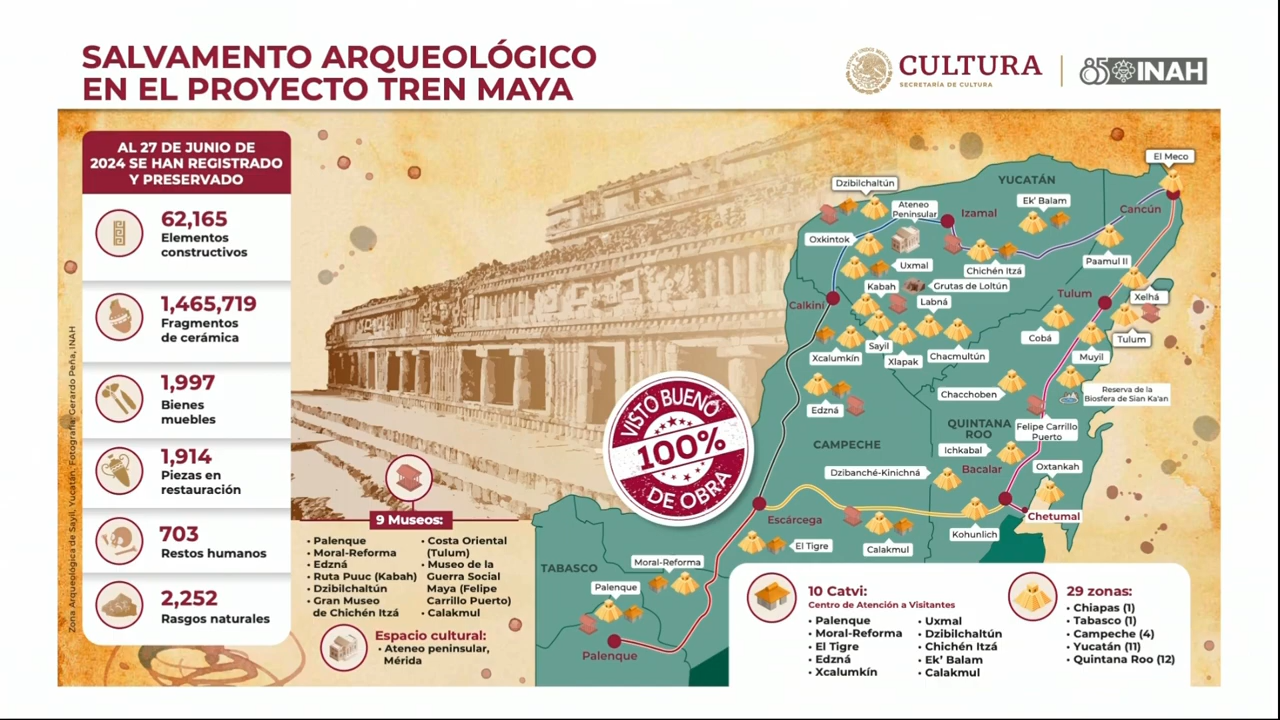 SALVAMENTO ARQUEOLÓGICO
EN EL PROYECTO TREN MAYA
CULTURA
SECRETARÍA DE CULTURA
85 INAH
AL 27 DE JUNIO DE
2024 SE HAN REGISTRADO
Y PRESERVADO
62,165
Elementos
constructivos
1,465,719
Fragmentos
de cerámica
1,997
Bienes
muebles
1,914
Piezas en
restauración
703
Restos humanos
2,252
Rasgos naturales
Zona Arqueológica de Sayil, Yucatán. Fotografía: Gerardo Peña, INAH
9 Museos:
• Palenque
• Moral-Reforma
• Edzná
• Ruta Puuc (Kabah)
• Dzibilchaltún
• Gran Museo
de Chichén Itzá
• Costa Oriental
(Tulum)
• Museo de la
Guerra Social
Maya (Felipe
Carrillo Puerto)
• Calakmul
Espacio cultural:
• Ateneo peninsular,
Mérida
VISTO BUENO
100%
DE OBRA
El Meco
YUCATÁN
Dzibilchaltún
Ateneo
Peninsular
Izamal
Ek' Balam
Cancún
Oxkintok
Uxmal
Chichén Itzá
Paamul II
Kabah
Grutas de Loltún
Calkiní
Labná
Tulum
Xelhá
Sayil
Cobá
Tulum
Xcalumkín
Xlapak
Chacmultún
Muyil
Chacchoben
Reserva de la
Biosfera de Sian Ka'an
Edzná
QUINTANA
ROO
Felipe Carrillo
Puerto
CAMPECHE
Ichkabal
Dzibanché-Kinichná
Bacalar
Oxtankah
Escárcega
Chetumal
Kohunlich
El Tigre
Calakmul
TABASCO
Moral-Reforma
Palenque
Palenque
10 Catvi:
Centro de Atención a Visitantes
• Palenque
• Moral-Reforma
• El Tigre
• Edzná
• Xcalumkín
• Uxmal
• Dzibilchaltún
• Chichén Itzá
• Ek' Balam
• Calakmul
29 zonas:
• Chiapas (1)
• Tabasco (1)
• Campeche (4)
• Yucatán (11)
• Quintana Roo (12)